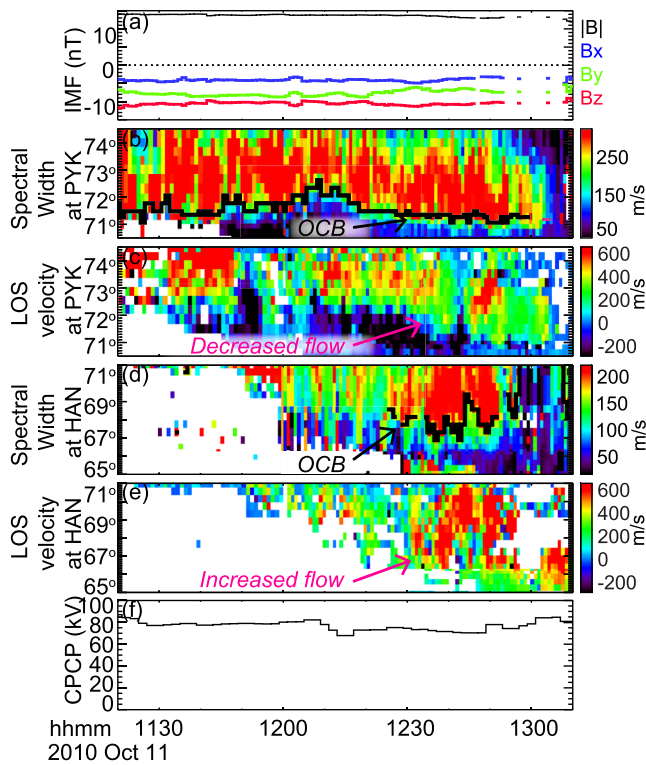 (a)
IMF (nT)
10
0
-10
|B|
Bx
By
Bz
(b)
Spectral
Width
at PYK
74°
73°
72°
71°
OCB
300
150
50
m/s
(c)
LOS
velocity
at PYK
74°
73°
72°
71°
Decreased flow
600
400
200
0
-200
m/s
(d)
Spectral
Width
at HAN
71°
69°
67°
65°
OCB
200
150
100
50
m/s
(e)
LOS
velocity
at HAN
71°
69°
67°
65°
Increased flow
600
400
200
0
-200
m/s
(f)
CPCP (kV)
100
80
60
40
20
0
hhmm 1130 1200 1230 1300
2010 Oct 11